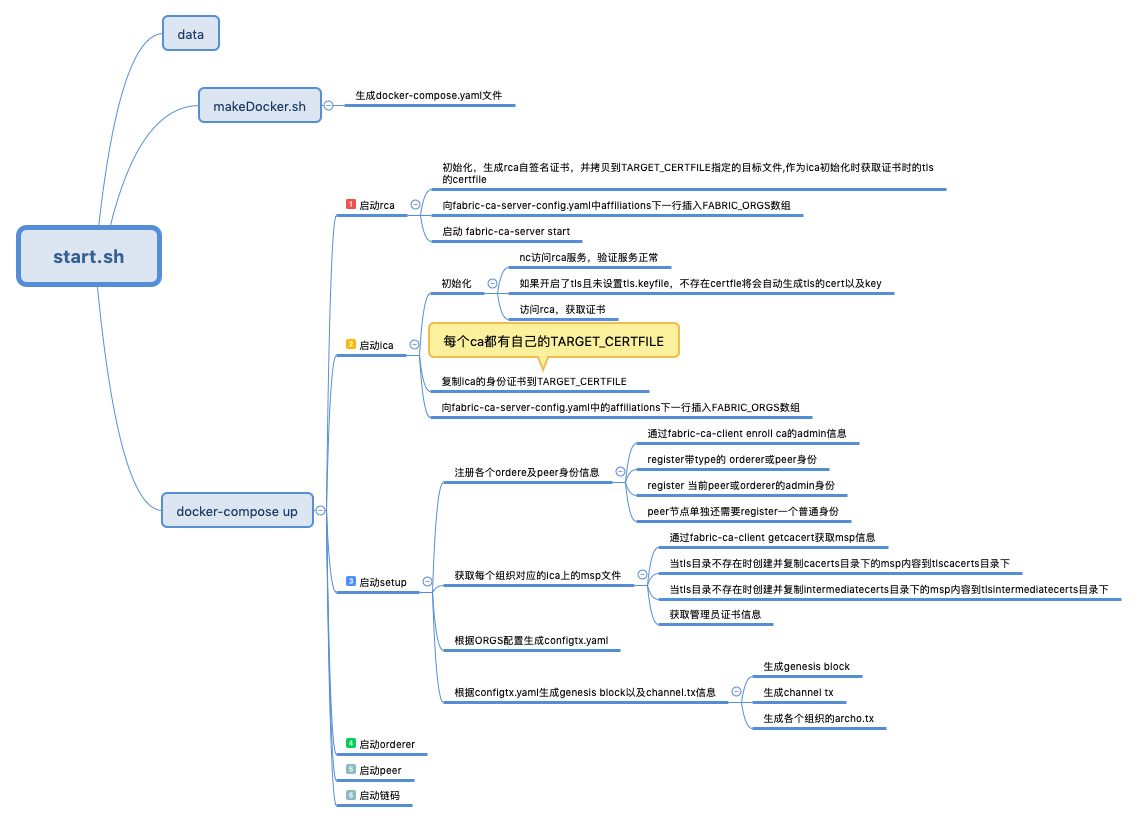 data
makeDocker.sh
生成docker-compose.yaml文件
start.sh
docker-compose up
1 启动rca
初始化，生成rca自签名证书，并拷贝到TARGET_CERTFILE指定的目标文件,作为ica初始化时获取证书时的tls
的certfile
向fabric-ca-server-config.yaml中affiliations下一行插入FABRIC_ORGS数组
启动 fabric-ca-server start
2 启动ica
初始化
nc访问rca服务，验证服务正常
如果开启了tls且未设置tls.keyfile，不存在certfle将会自动生成tls的cert以及key
访问rca，获取证书
每个ca都有自己的TARGET_CERTFILE
复制ica的身份证书到TARGET_CERTFILE
向fabric-ca-server-config.yaml中的affiliations下一行插入FABRIC_ORGS数组
3 启动setup
注册各个ordere及peer身份信息
通过fabric-ca-client enroll ca的admin信息
register带type的 orderer或peer身份
register 当前peer或orderer的admin身份
peer节点单独还需要register一个普通身份
获取每个组织对应的ica上的msp文件
通过fabric-ca-client getcacert获取msp信息
当tls目录不存在时创建并复制cacerts目录下的msp内容到tlscacerts目录下
当tls目录不存在时创建并复制intermediatecerts目录下的msp内容到tlsintermediatecerts目录下
获取管理员证书信息
根据ORGS配置生成configtx.yaml
根据configtx.yaml生成genesis block以及channel.tx信息
生成genesis block
生成channel tx
生成各个组织的archo.tx
4 启动orderer
5 启动peer
6 启动链码